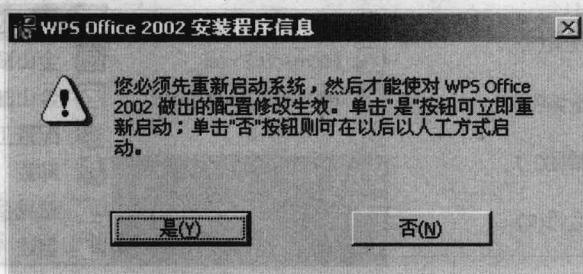 WPS Office 2002 安装程序信息
您必须先重新启动系统，然后才能使对 WPS Office
2002 做出的配置修改生效。单击"是"按钮可立即重
新启动；单击"否"按钮则可在以后以人工方式启
动。
是(Y)
否(N)